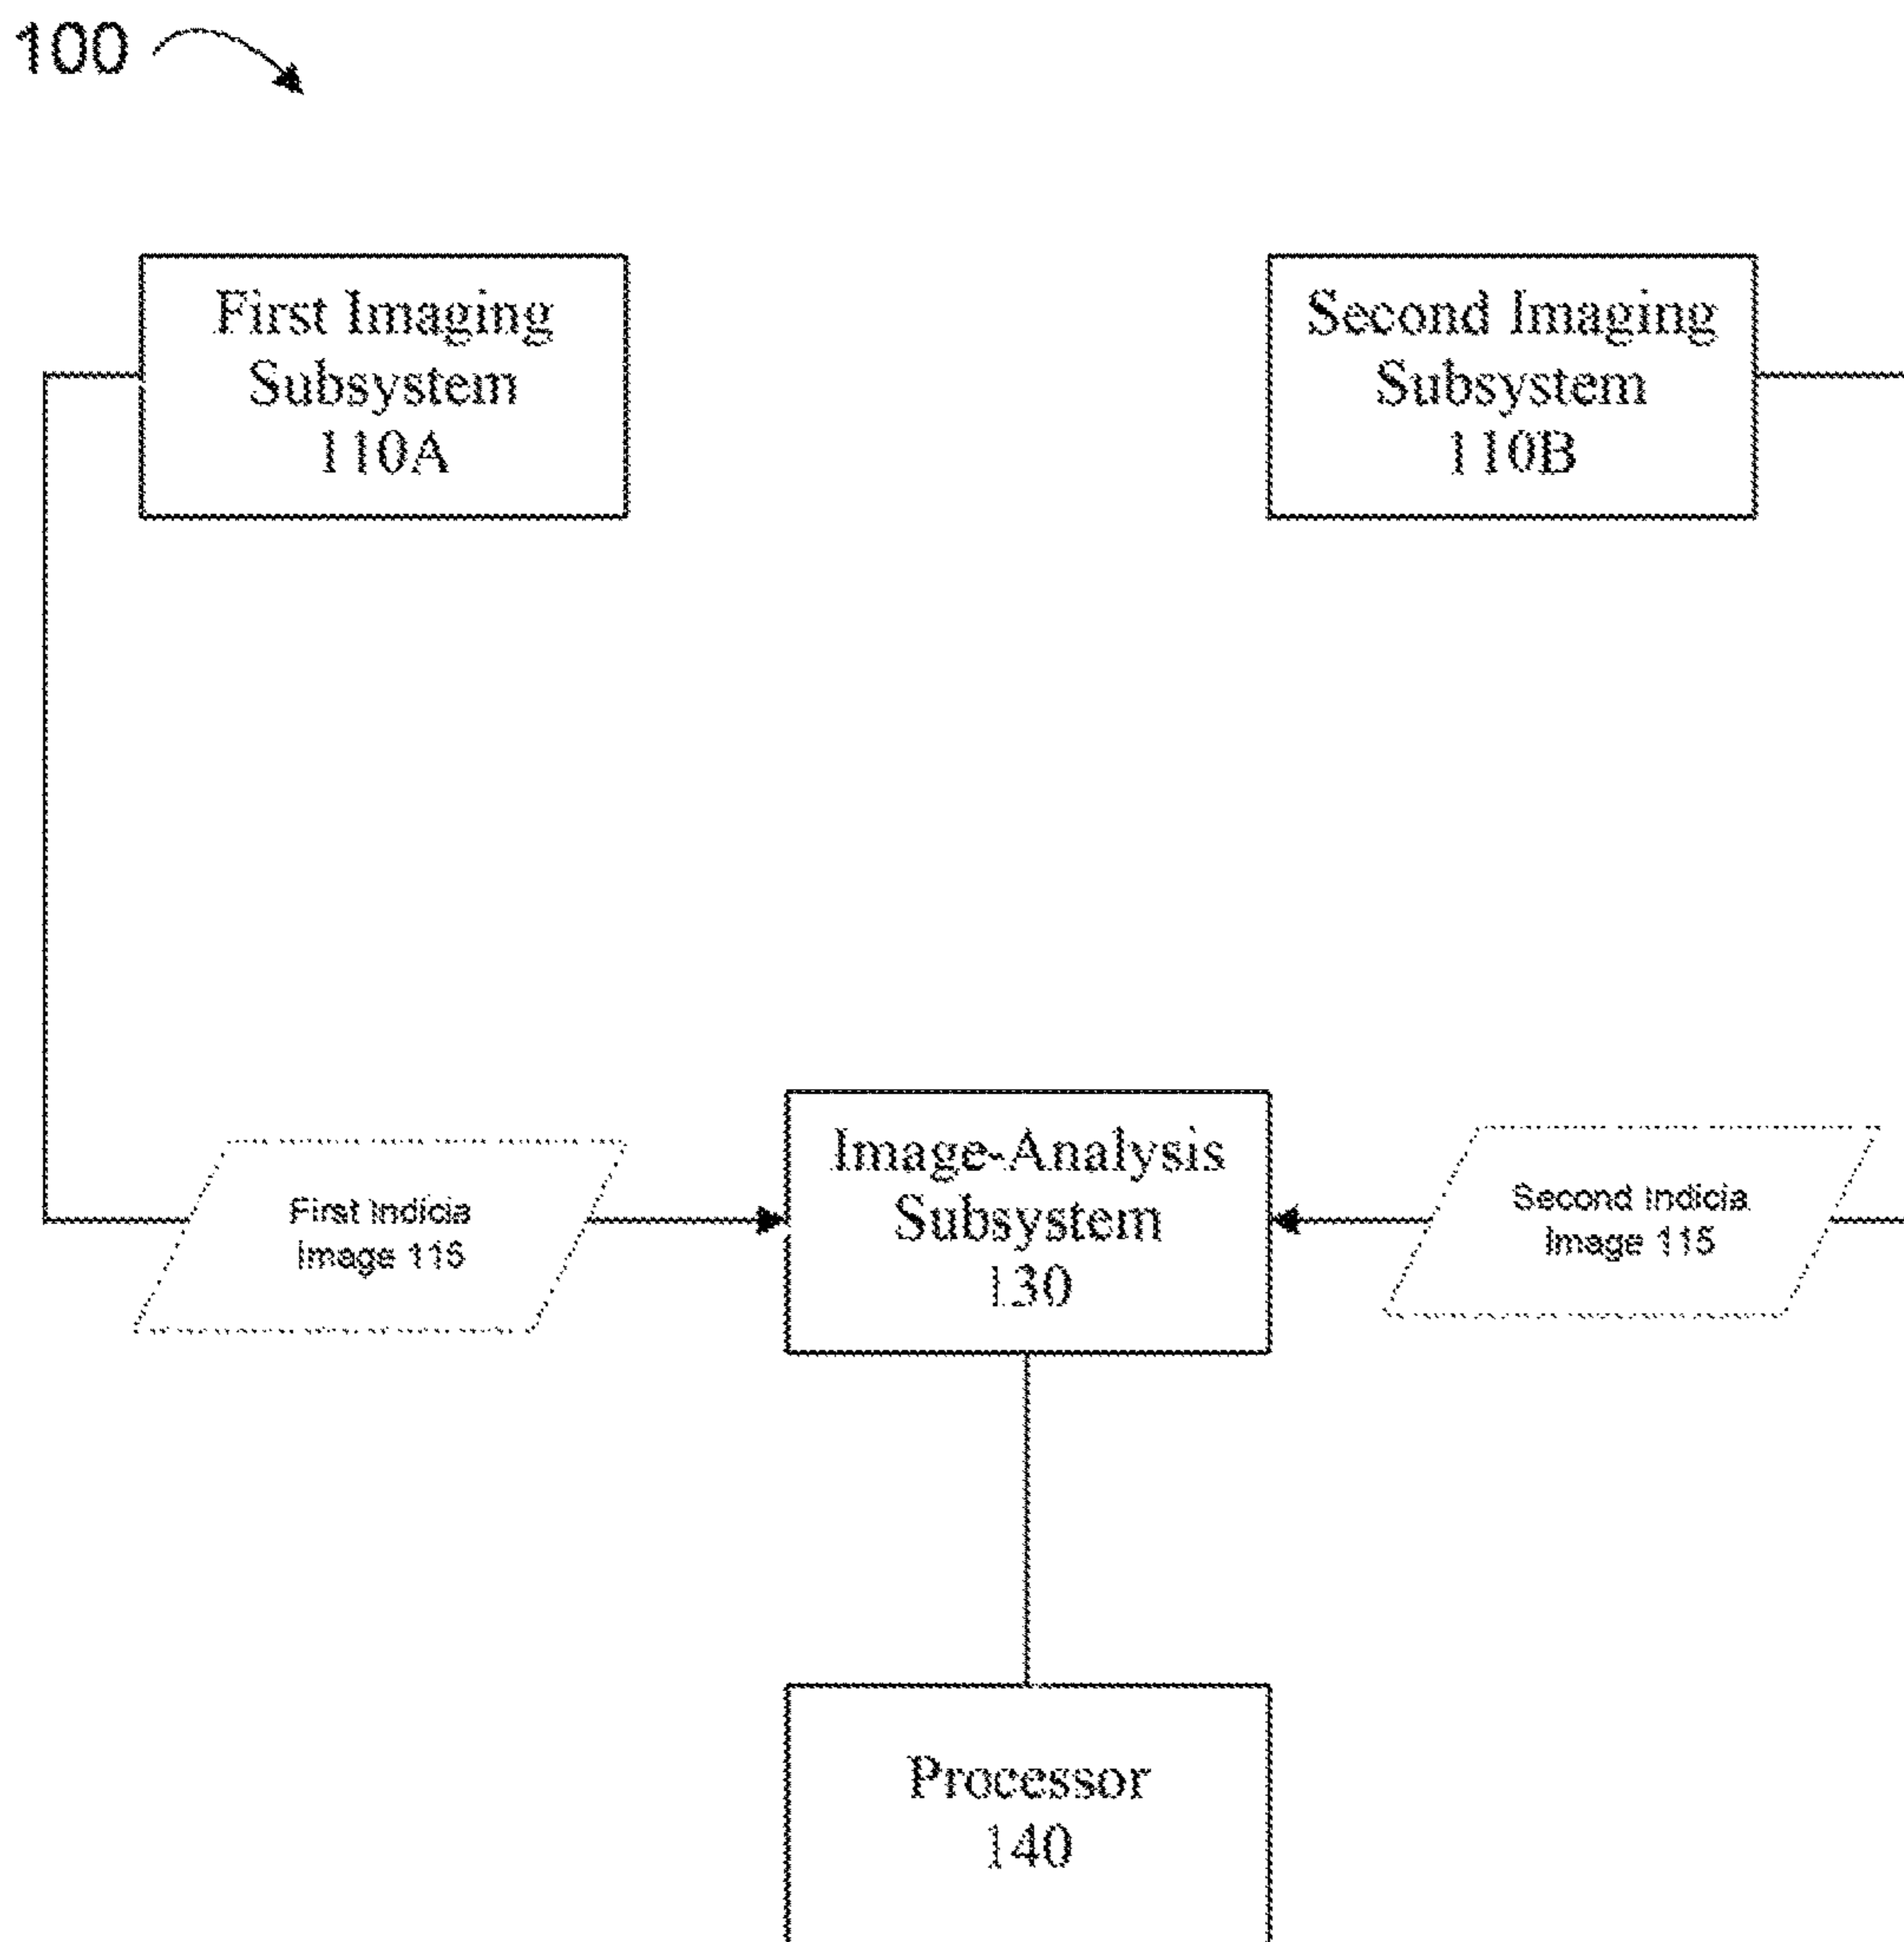 100
First Imaging
Subsystem
110A
Second Imaging
Subsystem
110B
First Indicia
Image 115
Image-Analysis
Subsystem
130
Second Indicia
Image 115
Processor
140